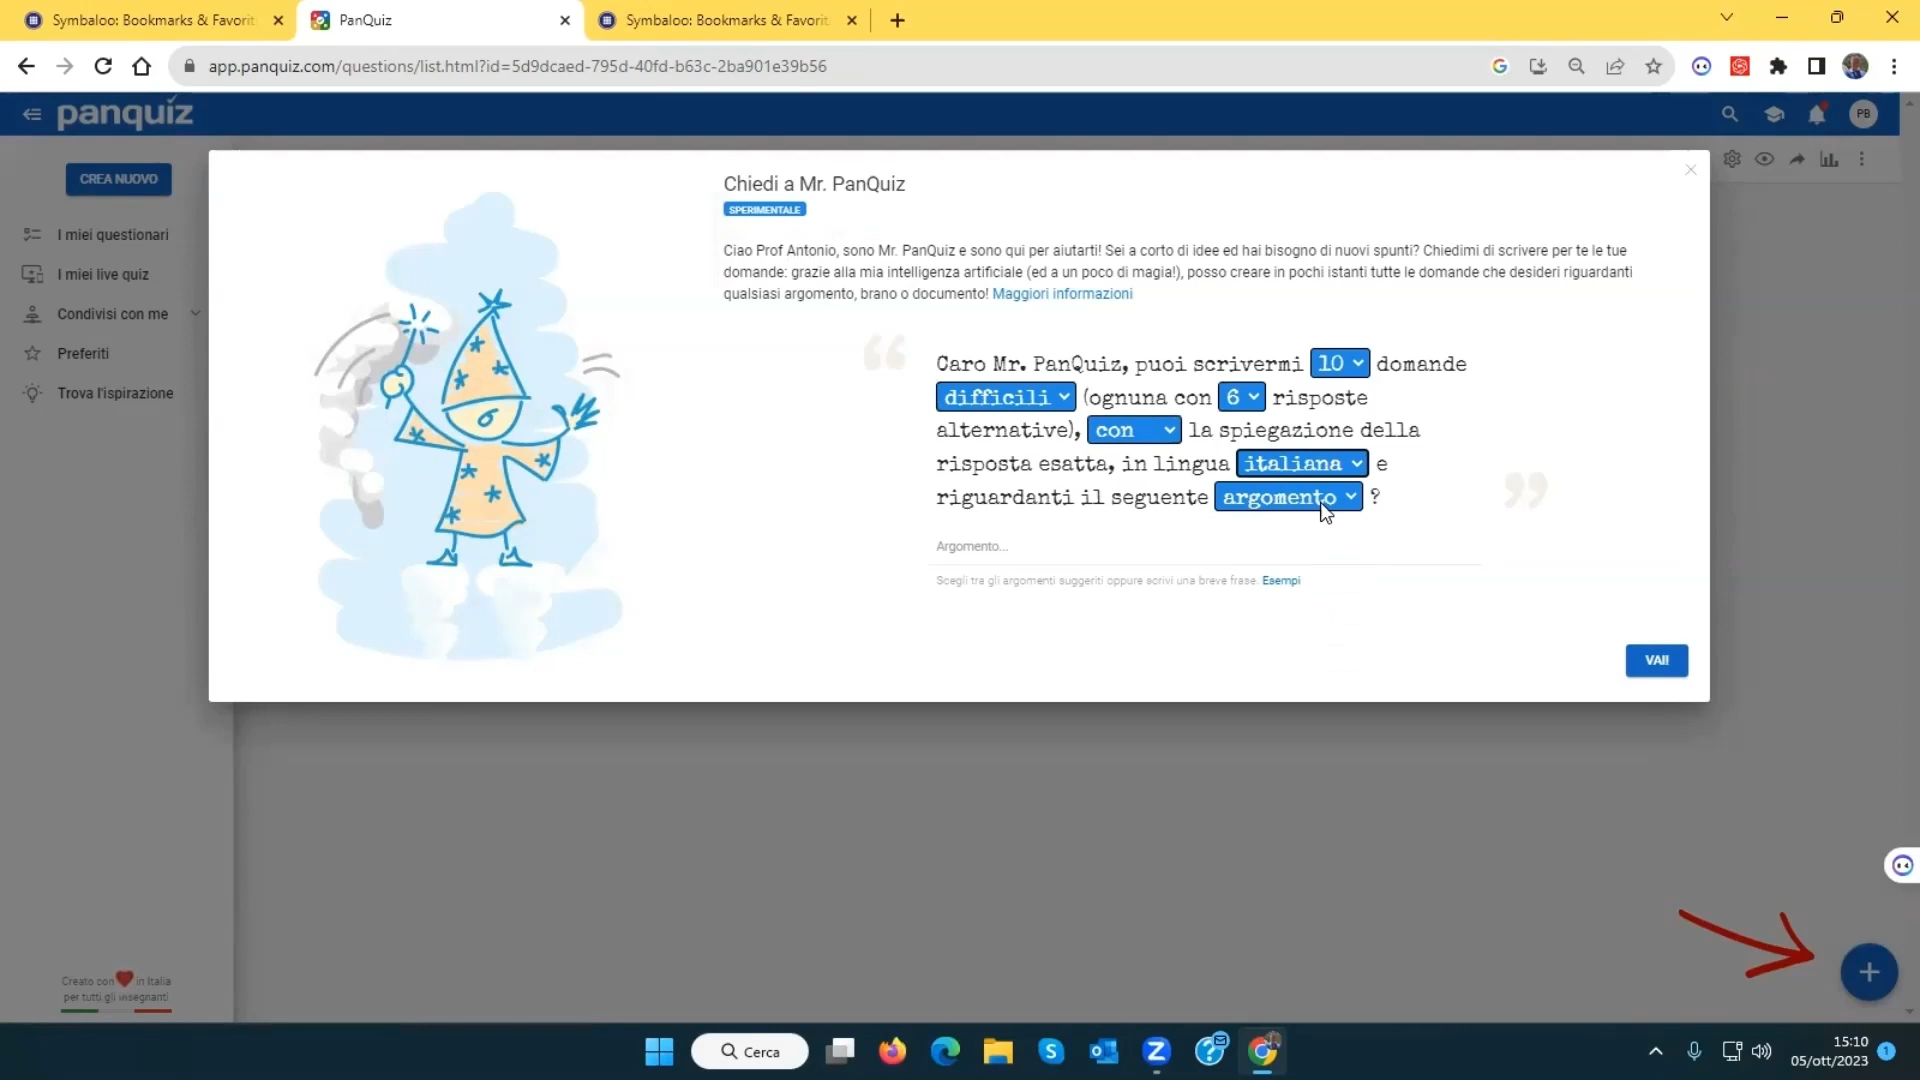 Symbaloo: Bookmarks & Favorit
PanQuiz
Symbaloo: Bookmarks & Favorit
app.panquiz.com/questions/list.html?id=5d9dcaed-795d-40fd-b63c-2ba901e39b56
panquiz
PB
CREA NUOVO
I miei questionari
I miei live quiz
Condivisi con me
Preferiti
Trova l'ispirazione
Chiedi a Mr. PanQuiz
SPERIMENTALE
Ciao Prof Antonio, sono Mr. PanQuiz e sono qui per aiutarti! Sei a corto di idee ed hai bisogno di nuovi spunti? Chiedimi di scrivere per te le tue
domande: grazie alla mia intelligenza artificiale (ed a un poco di magia!), posso creare in pochi istanti tutte le domande che desideri riguardanti
qualsiasi argomento, brano o documento! Maggiori informazioni
Caro Mr. PanQuiz, puoi scrivermi 10 domande
difficili (ognuna con 6 risposte
alternative), con la spiegazione della
risposta esatta, in lingua italiana e
riguardanti il seguente argomento ?
Argomento...
Scegli tra gli argomenti suggeriti oppure scrivi una breve frase. Esempi
VAI!
Creato con in Italia
per tutti gli insegnanti
Cerca
15:10
05/ott/2023
1